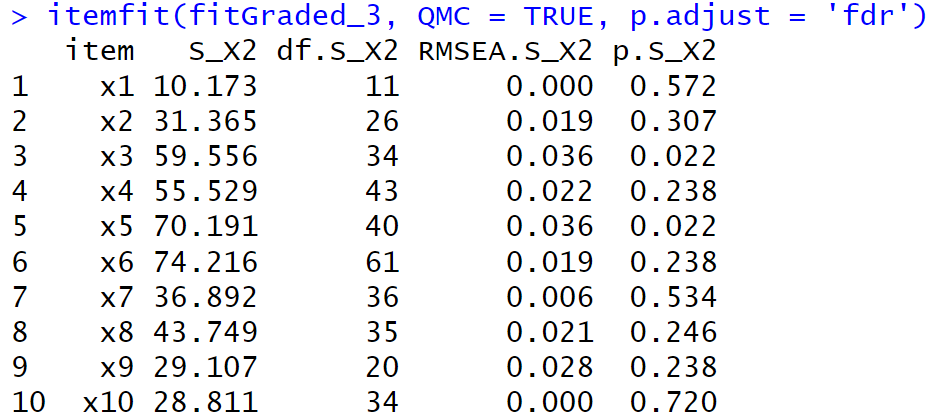 > itemfit(fitGraded_3, QMC = TRUE, p.adjust = 'fdr')
   item   S_X2 df.S_X2 RMSEA.S_X2 p.S_X2
1    x1 10.173      11      0.000  0.572
2    x2 31.365      26      0.019  0.307
3    x3 59.556      34      0.036  0.022
4    x4 55.529      43      0.022  0.238
5    x5 70.191      40      0.036  0.022
6    x6 74.216      61      0.019  0.238
7    x7 36.892      36      0.006  0.534
8    x8 43.749      35      0.021  0.246
9    x9 29.107      20      0.028  0.238
10  x10 28.811      34      0.000  0.720